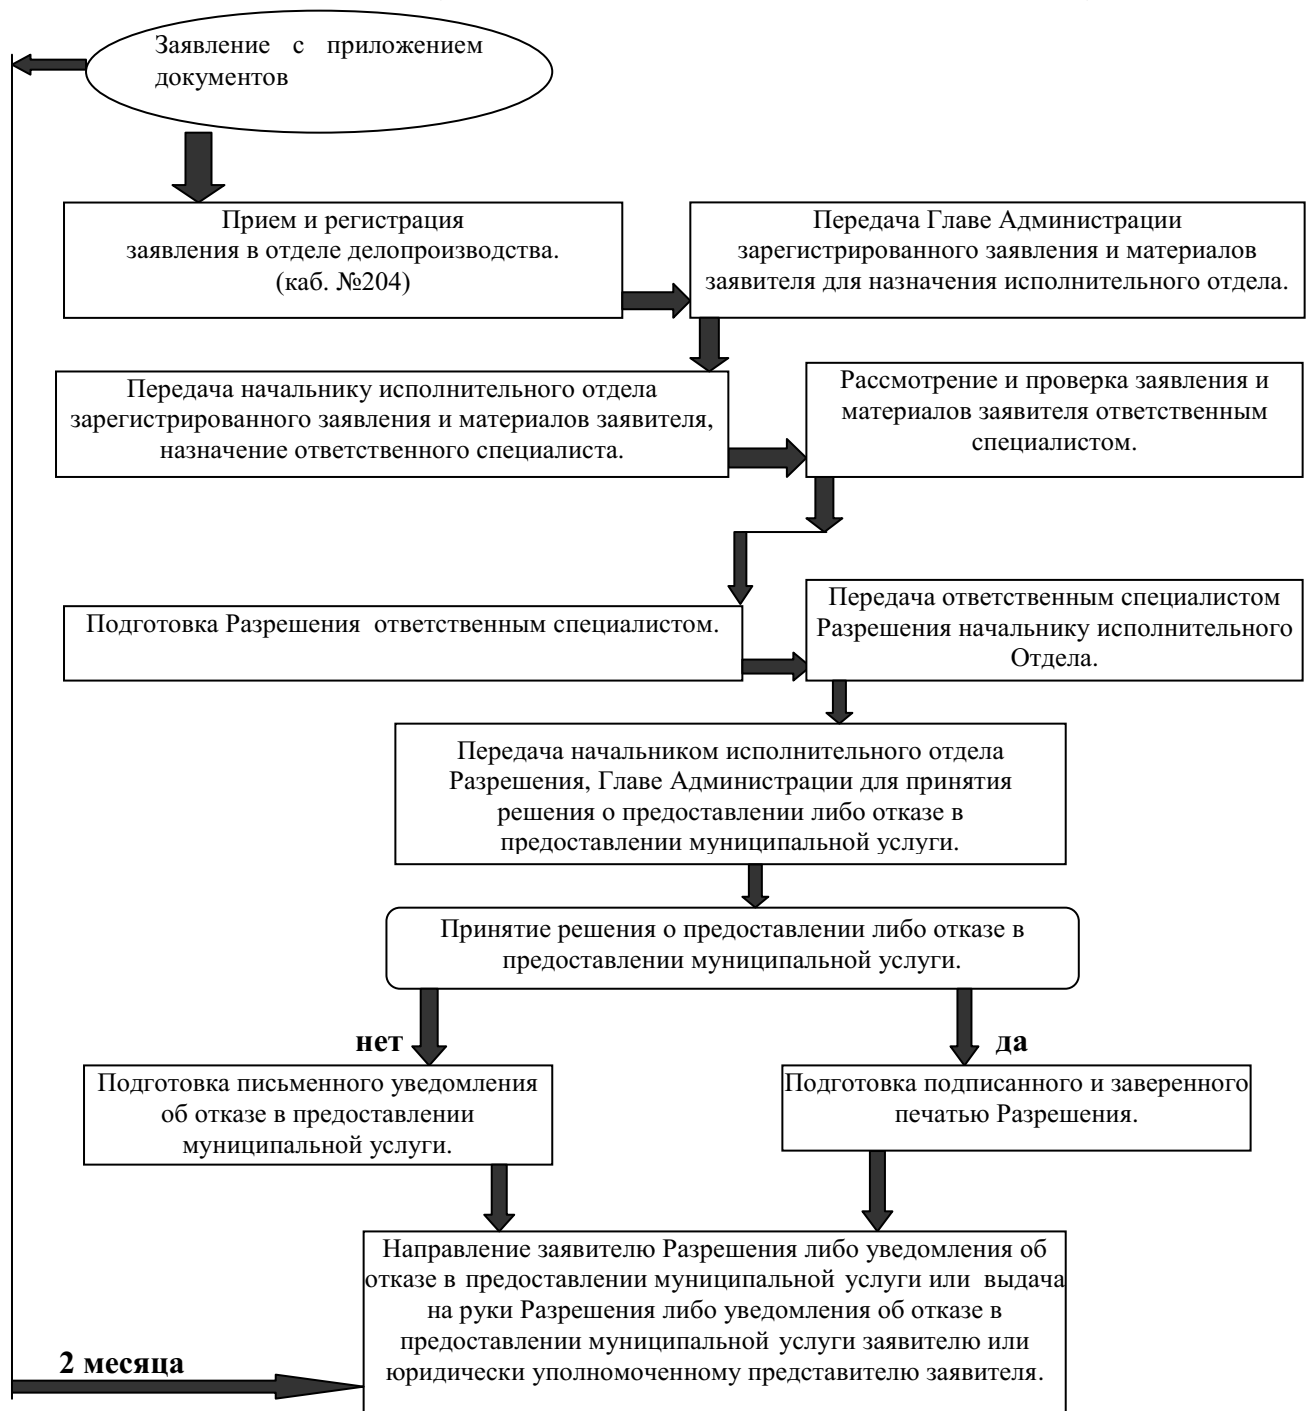 Заявление с приложением
документов
Прием и регистрация
заявления в отделе делопроизводства.
(каб. №204)
Передача Главе Администрации
зарегистрированного заявления и материалов
заявителя для назначения исполнительного отдела.
Передача начальнику исполнительного отдела
зарегистрированного заявления и материалов заявителя,
назначение ответственного специалиста.
Рассмотрение и проверка заявления и
материалов заявителя ответственным
специалистом.
Подготовка Разрешения ответственным специалистом.
Передача ответственным специалистом
Разрешения начальнику исполнительного
Отдела.
Передача начальником исполнительного отдела
Разрешения, Главе Администрации для принятия
решения о предоставлении либо отказе в
предоставлении муниципальной услуги.
Принятие решения о предоставлении либо отказе в
предоставлении муниципальной услуги.
нет
да
Подготовка письменного уведомления
об отказе в предоставлении
муниципальной услуги.
Подготовка подписанного и заверенного
печатью Разрешения.
Направление заявителю Разрешения либо уведомления об
отказе в предоставлении муниципальной услуги или выдача
на руки Разрешения либо уведомления об отказе в
предоставлении муниципальной услуги заявителю или
юридически уполномоченному представителю заявителя.
2 месяца